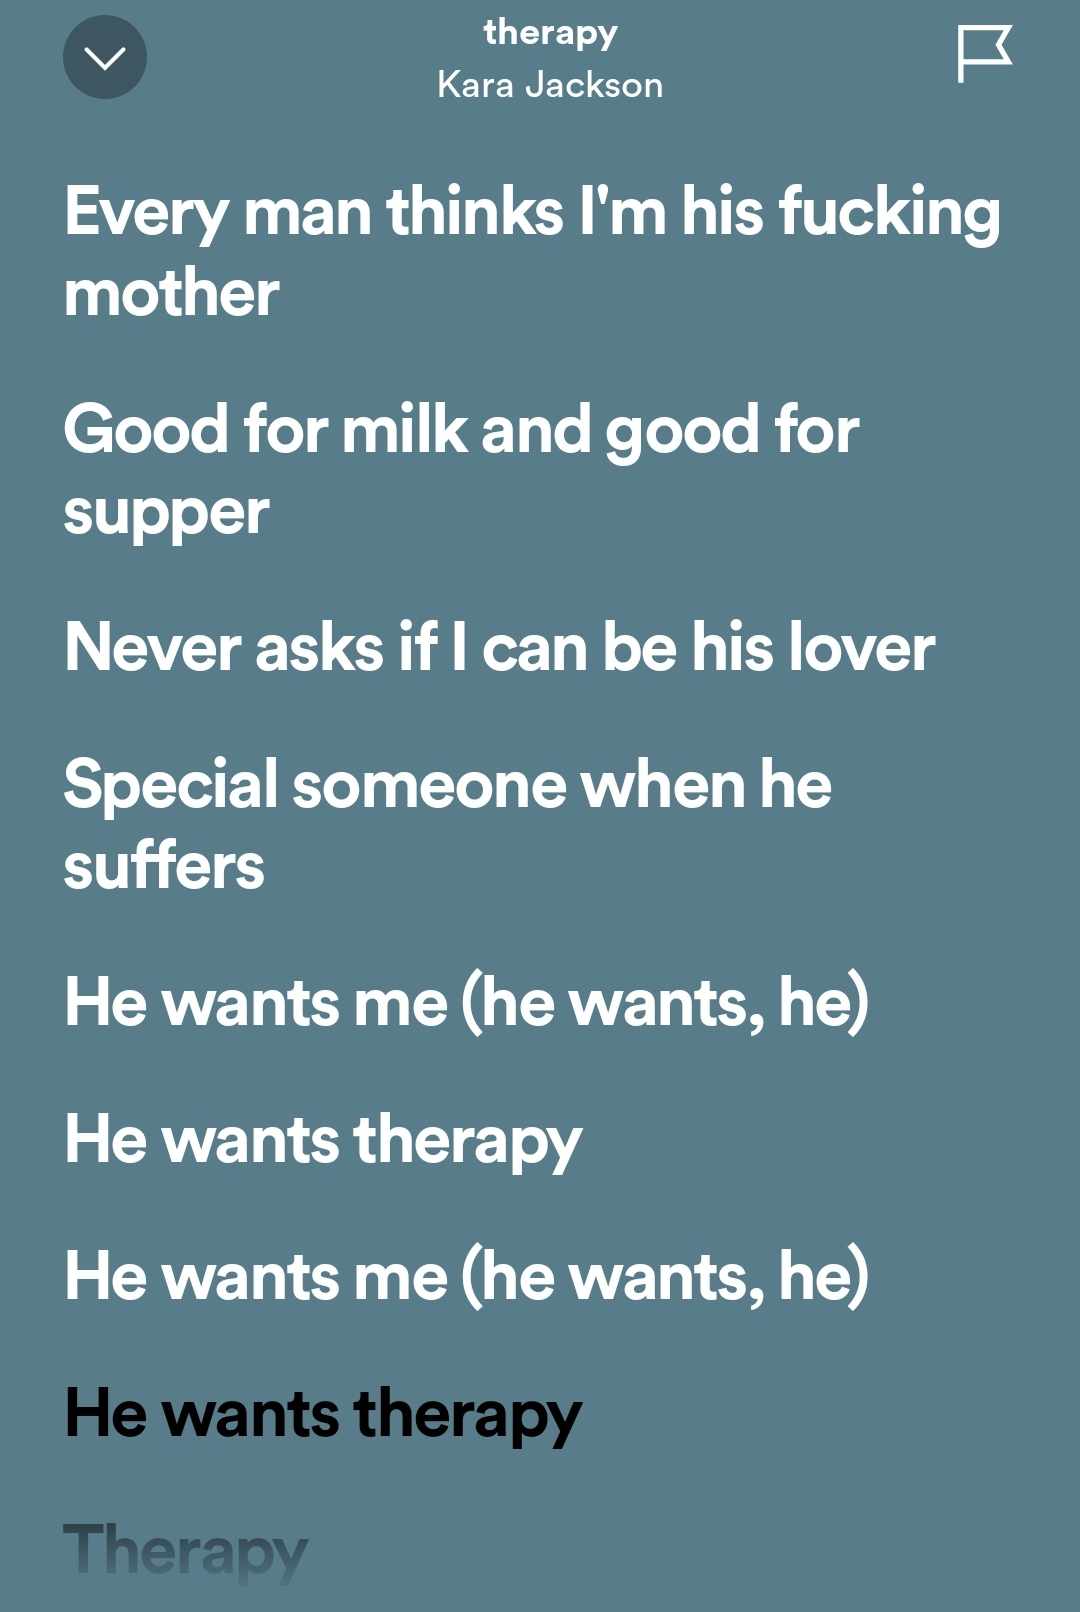 therapy
Kara Jackson
Every man thinks I'm his fucking
mother
Good for milk and good for
supper
Never asks if I can be his lover
Special someone when he
suffers
He wants me (he wants, he)
He wants therapy
He wants me (he wants, he)
He wants therapy
Therapy